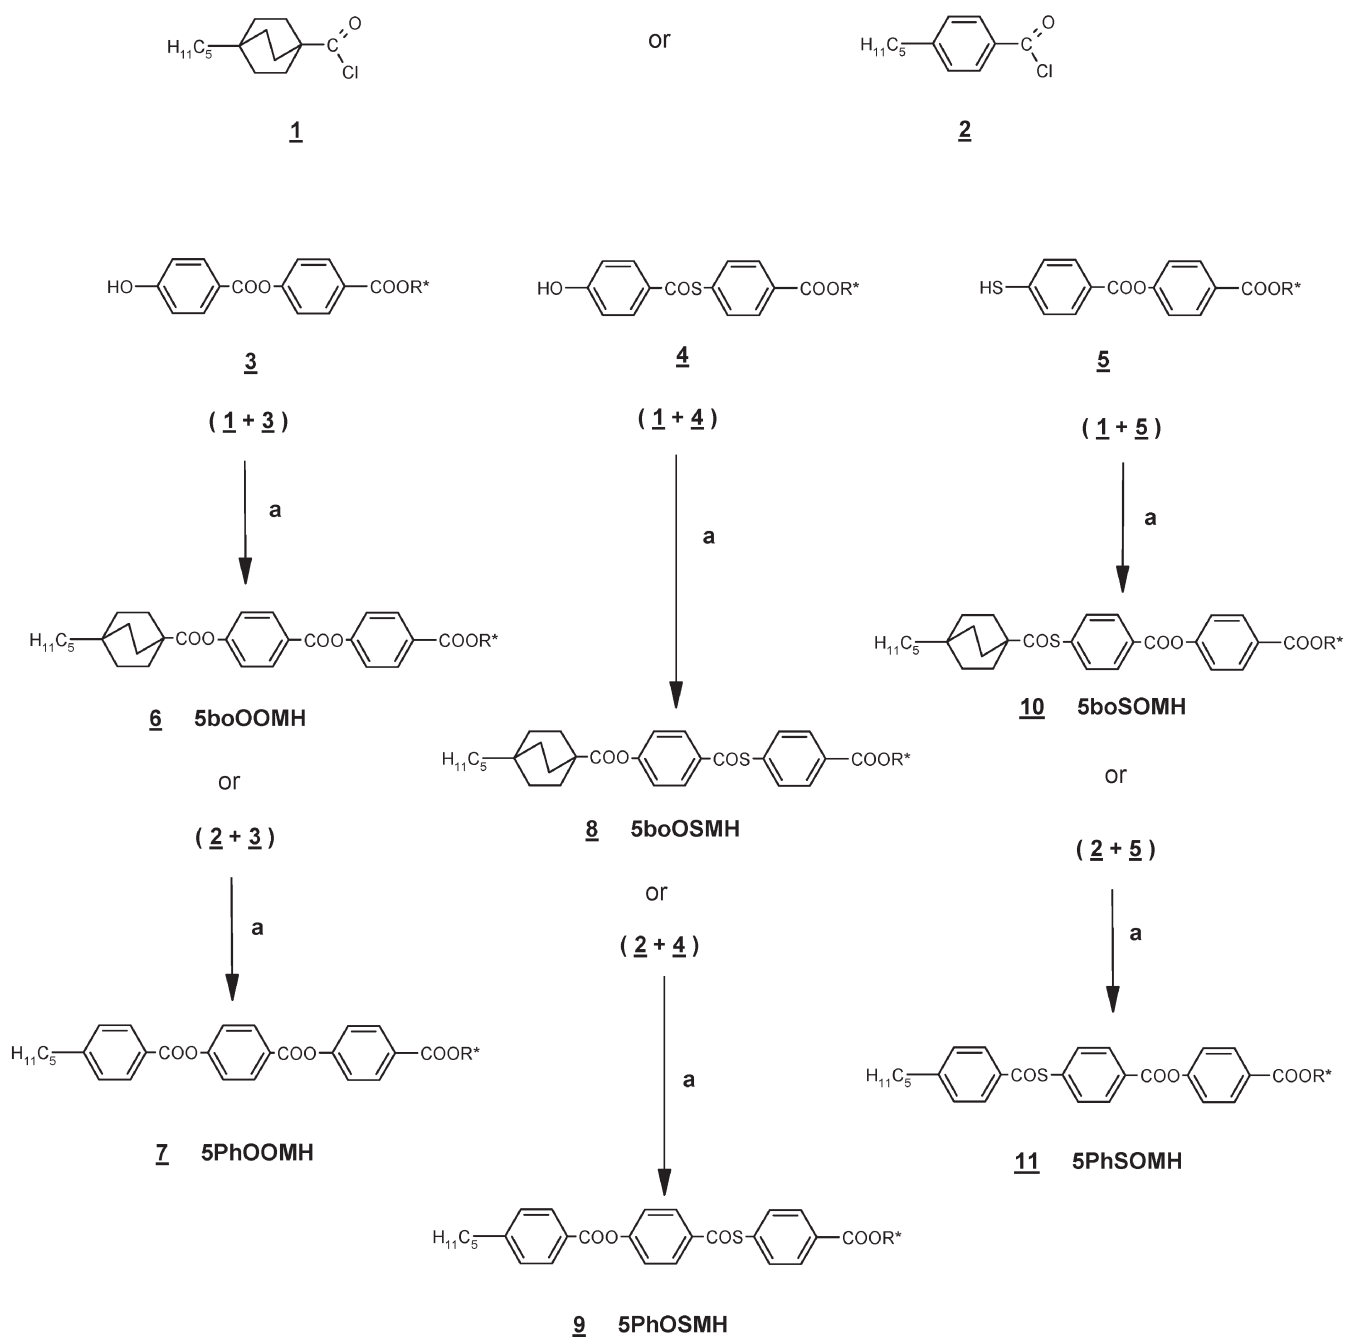 H11C5 C O Cl or H11C5 C O Cl
1 2
HO COO COOR* HO COS COOR* HS COO COOR*
3 4 5
( 1 + 3 ) ( 1 + 4 ) ( 1 + 5 )
a a a
H11C5 COO COO COOR* H11C5 COS COO COOR*
6 5boOOMH 10 5boSOMH
H11C5 COO COS COOR*
or or
8 5boOSMH
( 2 + 3 ) ( 2 + 5 )
or
a a
( 2 + 4 )
H11C5 COO COO COOR* H11C5 COS COO COOR*
a
7 5PhOOMH 11 5PhSOMH
H11C5 COO COS COOR*
9 5PhOSMH